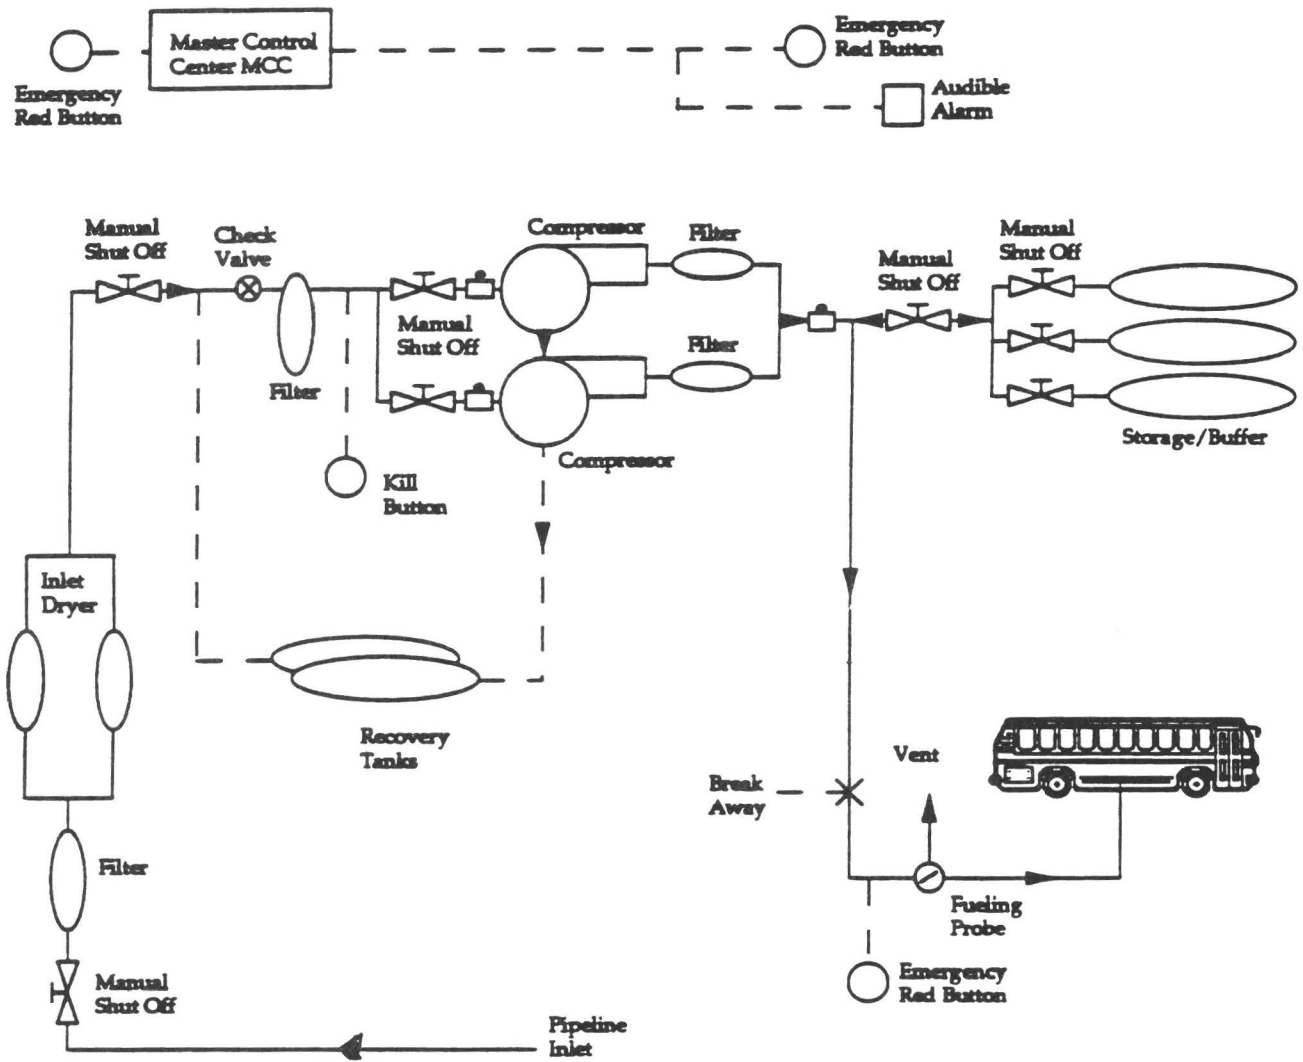 Emergency
Red Button
Master Control
Center MCC
Emergency
Red Button
Audible
Alarm
Manual
Shut Off
Check
Valve
Compressor
Filter
Manual
Shut Off
Manual
Shut Off
Manual
Shut Off
Filter
Filter
Compressor
Storage/Buffer
Kill
Button
Inlet
Dryer
Recovery
Tanks
Vent
Break
Away
Filter
Fueling
Probe
Manual
Shut Off
Emergency
Red Button
Pipeline
Inlet